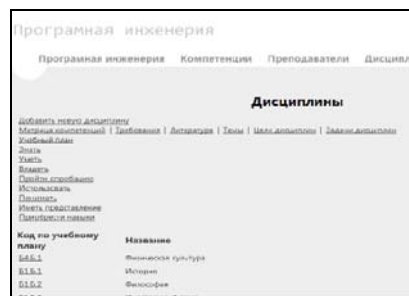 Програмная инженерия
Програмная инженерия Компетенции Преподаватели
Дисциплины
Добавить новую дисциплину
Матрица компетенций | Требования | Литература | Темы | Цели дисциплин | Задачи дисциплин
Учебный план
Знать
Уметь
Владеть
Использовать
Понимать
Иметь представление
Приобрести навыки
Код по учебному плану Название
Б4.Б.1 Физическая культура
Б1.Б.1 История
Б1.Б.2 Философия